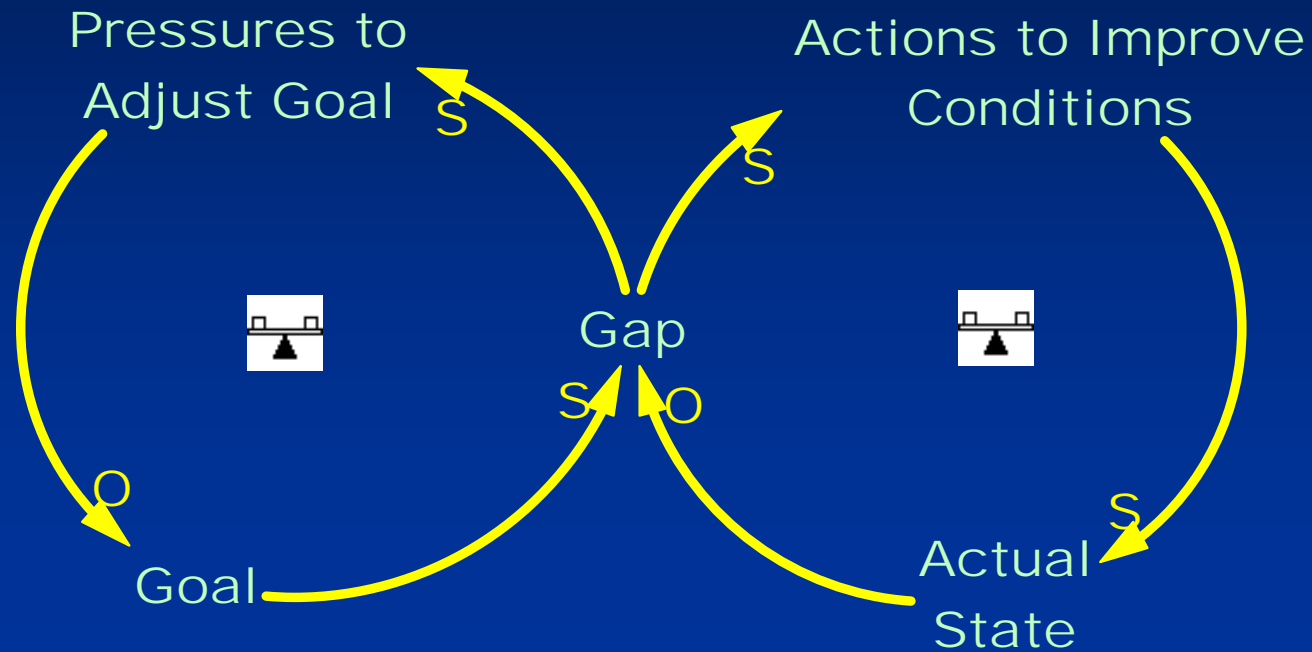 Pressures to
Adjust Goal
Actions to Improve
Conditions
S
S
Gap
S
O
O
S
Goal
Actual
State